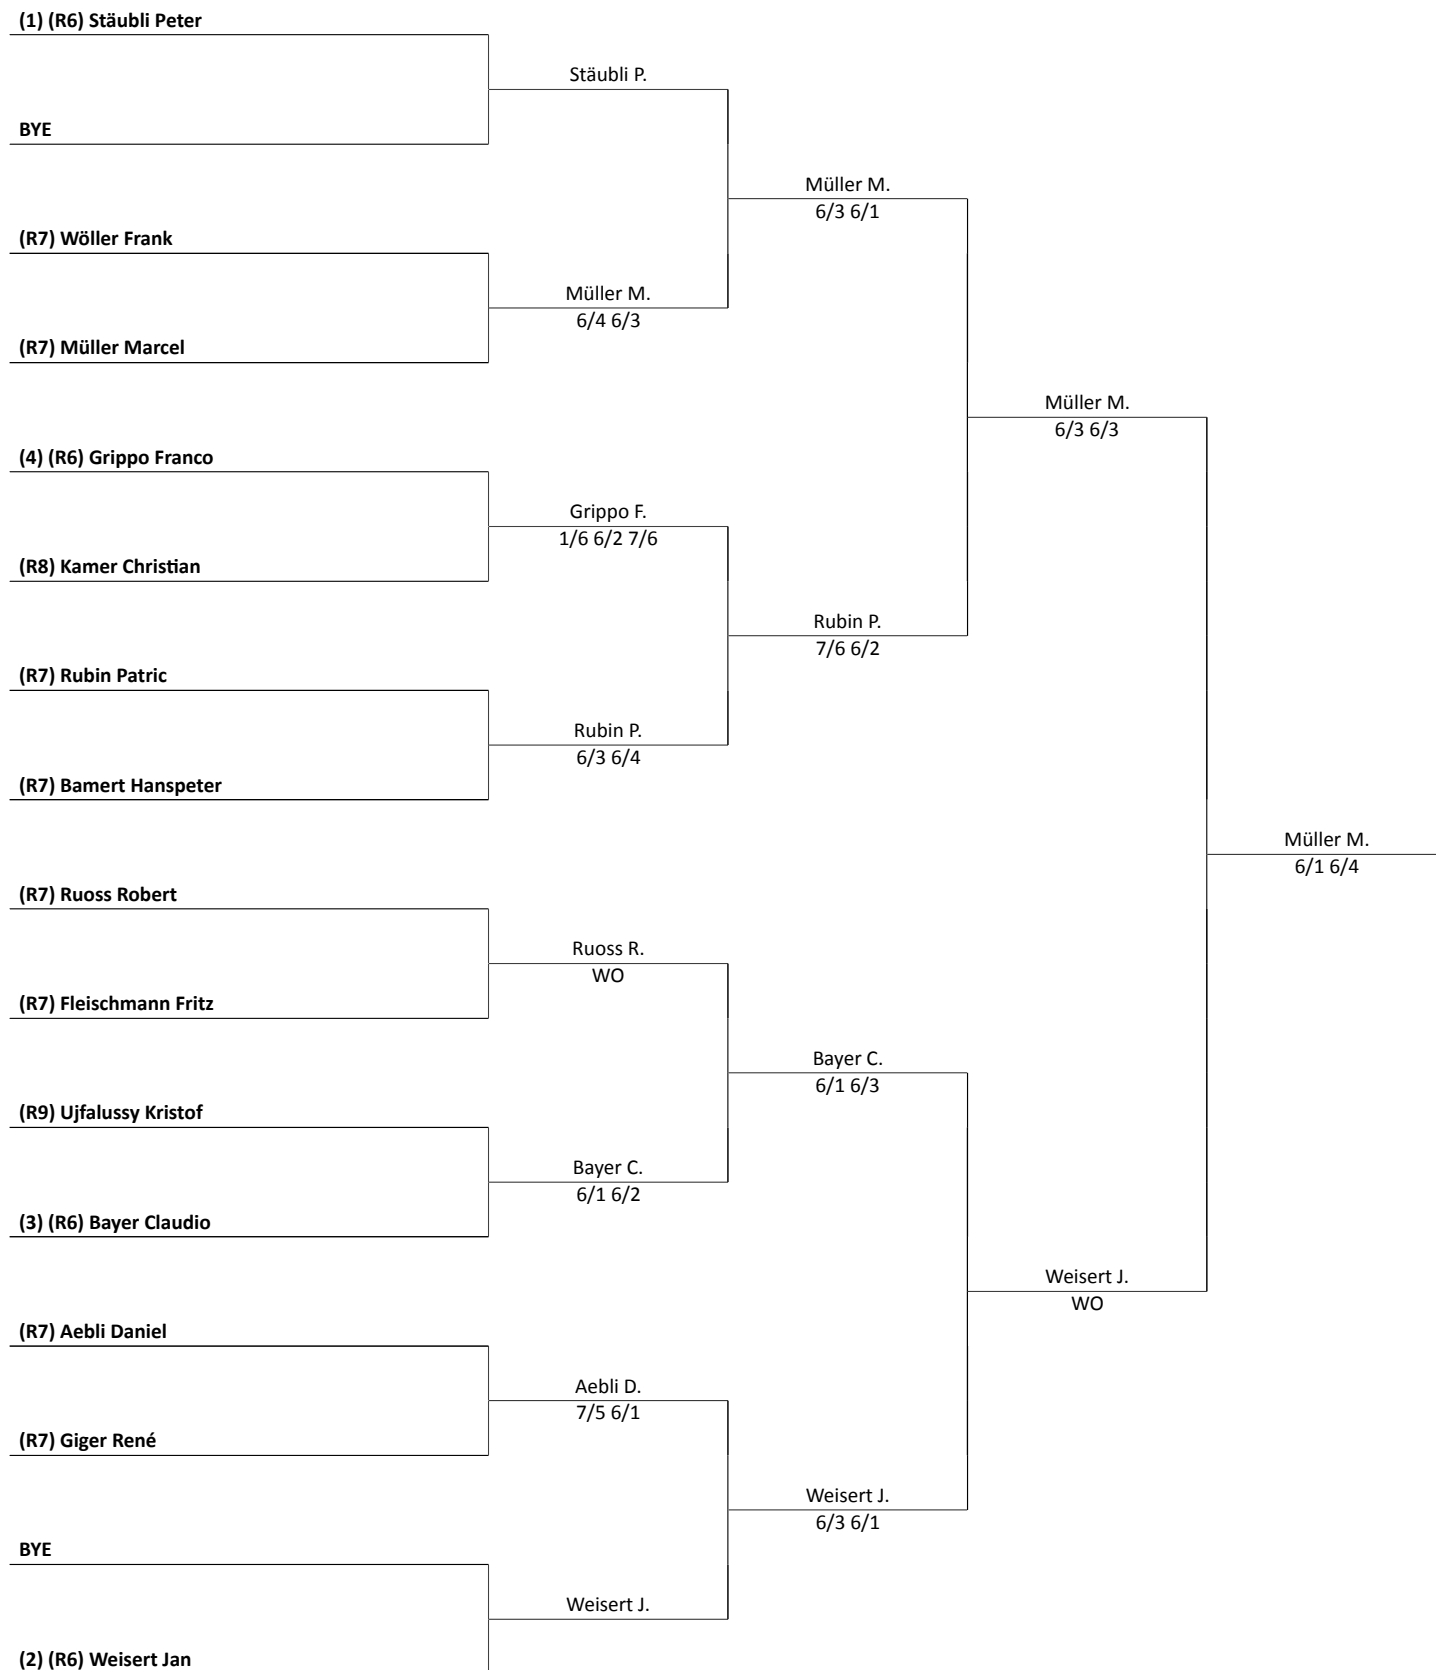 (1) (R6) Stäubli Peter
Stäubli P.
BYE
Müller M.
6/3 6/1
(R7) Wöller Frank
Müller M.
6/4 6/3
(R7) Müller Marcel
Müller M.
6/3 6/3
(4) (R6) Grippo Franco
Grippo F.
1/6 6/2 7/6
(R8) Kamer Christian
Rubin P.
7/6 6/2
(R7) Rubin Patric
Rubin P.
6/3 6/4
(R7) Bamert Hanspeter
Müller M.
6/1 6/4
(R7) Ruoss Robert
Ruoss R.
WO
(R7) Fleischmann Fritz
Bayer C.
6/1 6/3
(R9) Ujfalussy Kristof
Bayer C.
6/1 6/2
(3) (R6) Bayer Claudio
Weisert J.
WO
(R7) Aebli Daniel
Aebli D.
7/5 6/1
(R7) Giger René
Weisert J.
6/3 6/1
BYE
Weisert J.
(2) (R6) Weisert Jan